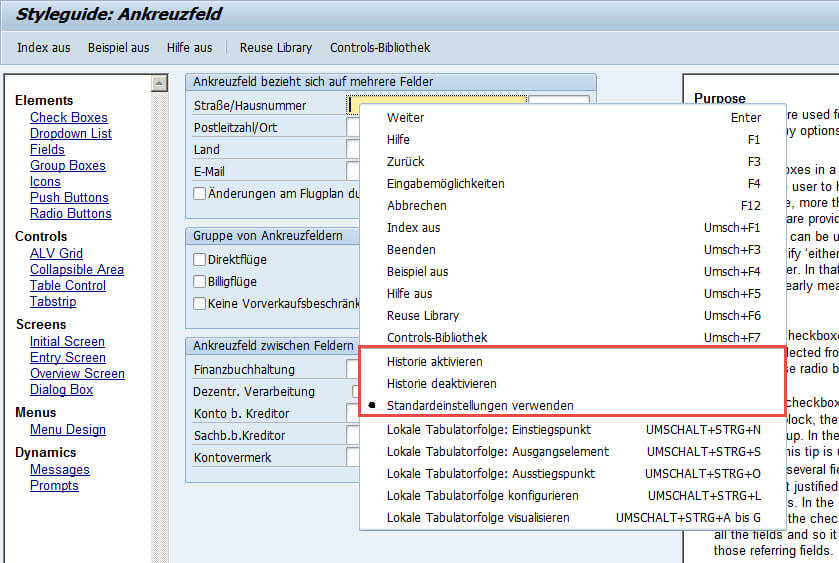 Styleguide: Ankreuzfeld
Index aus Beispiel aus Hilfe aus Reuse Library Controls-Bibliothek
Elements
Check Boxes
Dropdown List
Fields
Group Boxes
Icons
Push Buttons
Radio Buttons
Controls
ALV Grid
Collapsible Area
Table Control
Tabstrip
Screens
Initial Screen
Entry Screen
Overview Screen
Dialog Box
Menus
Menu Design
Dynamics
Messages
Prompts
Ankreuzfeld bezieht sich auf mehrere Felder
Straße/Hausnummer
Postleitzahl/Ort
Land
E-Mail
Änderungen am Flugplan du
Gruppe von Ankreuzfeldern
Direktflüge
Billigflüge
Keine Vorverkaufsbeschränk
Ankreuzfeld zwischen Feldern
Finanzbuchhaltung
Dezentr. Verarbeitung
Konto b. Kreditor
Sachb.b.Kreditor
Kontovermerk
Weiter Enter
Hilfe F1
Zurück F3
Eingabemöglichkeiten F4
Abbrechen F12
Index aus Umsch+F1
Beenden Umsch+F3
Beispiel aus Umsch+F4
Hilfe aus Umsch+F5
Reuse Library Umsch+F6
Controls-Bibliothek Umsch+F7
Historie aktivieren
Historie deaktivieren
Standardeinstellungen verwenden
Lokale Tabulatorfolge: Einstiegspunkt UMSCHALT+STRG+N
Lokale Tabulatorfolge: Ausgangselement UMSCHALT+STRG+S
Lokale Tabulatorfolge: Ausstiegspunkt UMSCHALT+STRG+O
Lokale Tabulatorfolge konfigurieren UMSCHALT+STRG+L
Lokale Tabulatorfolge visualisieren UMSCHALT+STRG+A bis G
Purpose
re used fo
ny options
oxes in a
user to h
e, more th
are provid
can be u
ify ‘either
er. In that
early mea
checkbox
lected from
se radio b
checkbox
lock, they
up. In the
his tip is u
several fie
t justified
s. In the
the chec
all the fields and so it
those referring fields.